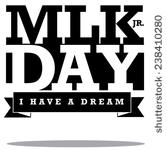 MLK JR.
DAY
I HAVE A DREAM
shutterstock · 238410280